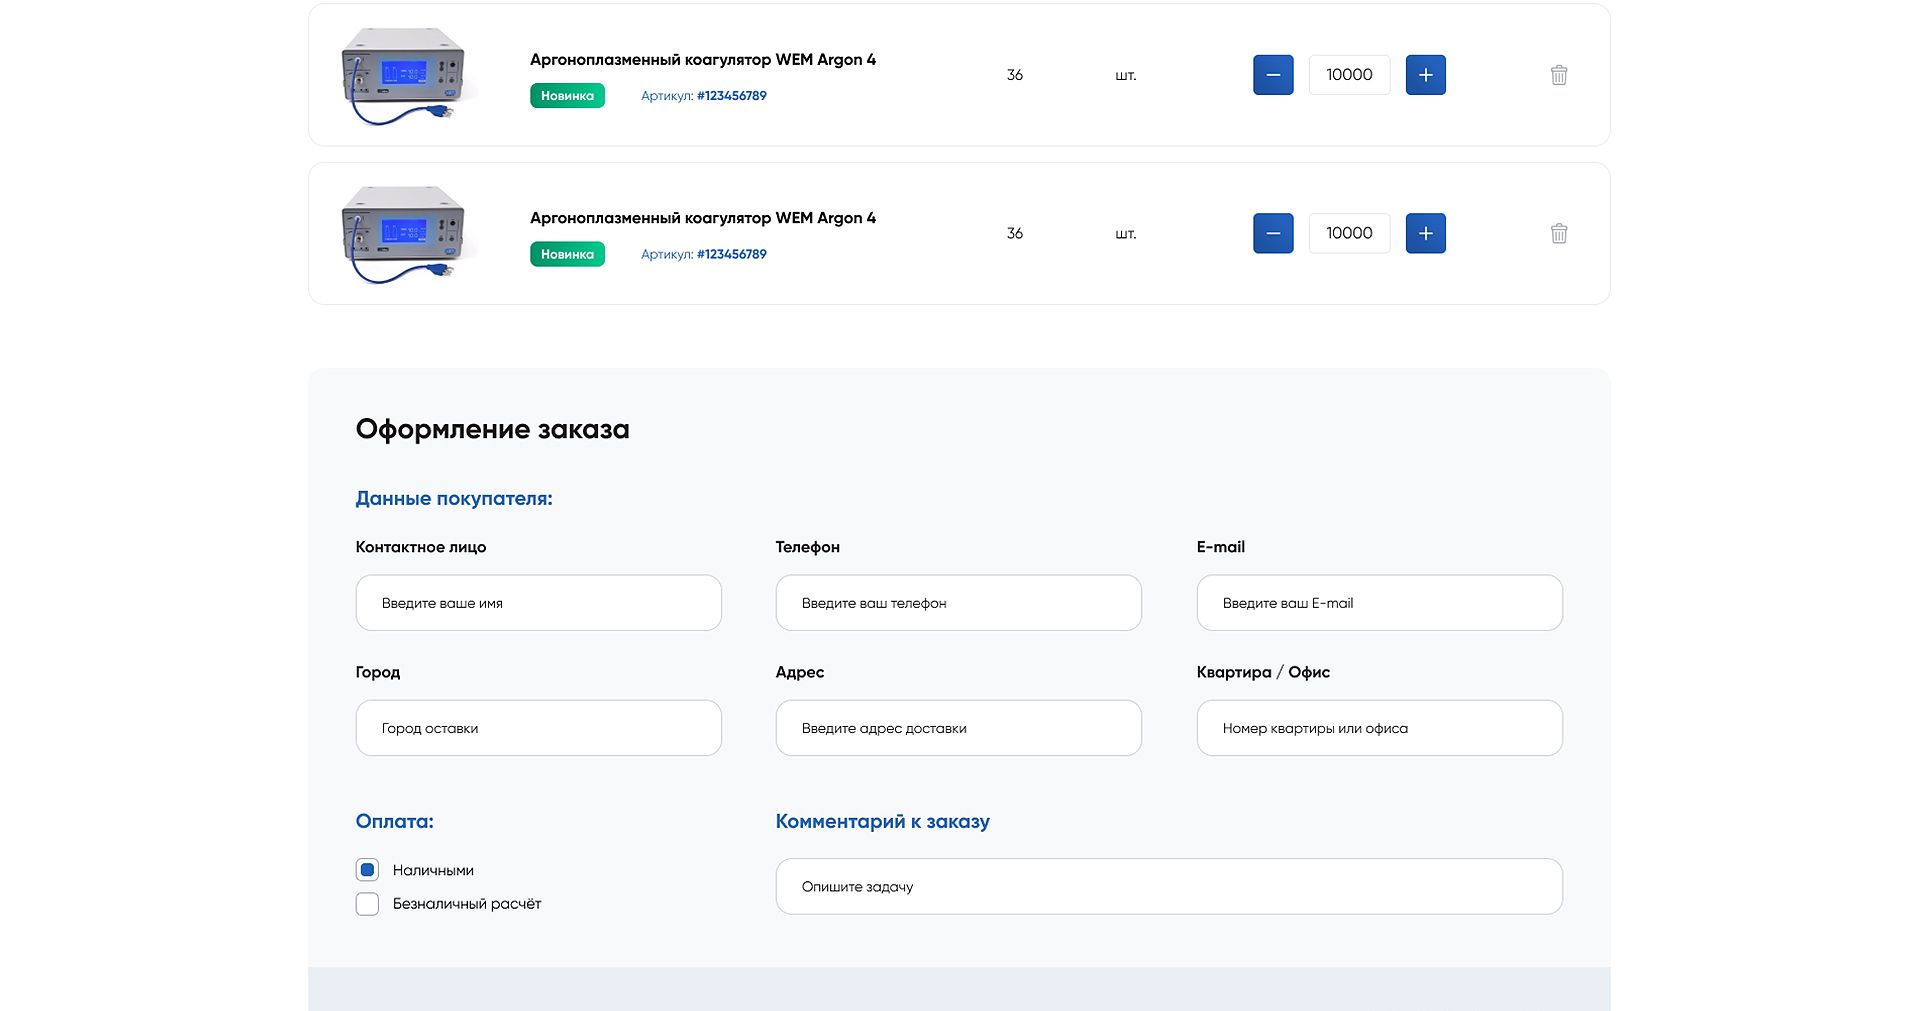 Аргоноплазменный коагулятор WEM Argon 4
Новинка Артикул: #123456789
36 шт. 10000
Аргоноплазменный коагулятор WEM Argon 4
Новинка Артикул: #123456789
36 шт. 10000
Оформление заказа
Данные покупателя:
Контактное лицо Телефон E-mail
Введите ваше имя Введите ваш телефон Введите ваш E-mail
Город Адрес Квартира / Офис
Город оставки Введите адрес доставки Номер квартиры или офиса
Оплата: Комментарий к заказу
Наличными
Опишите задачу
Безналичный расчёт